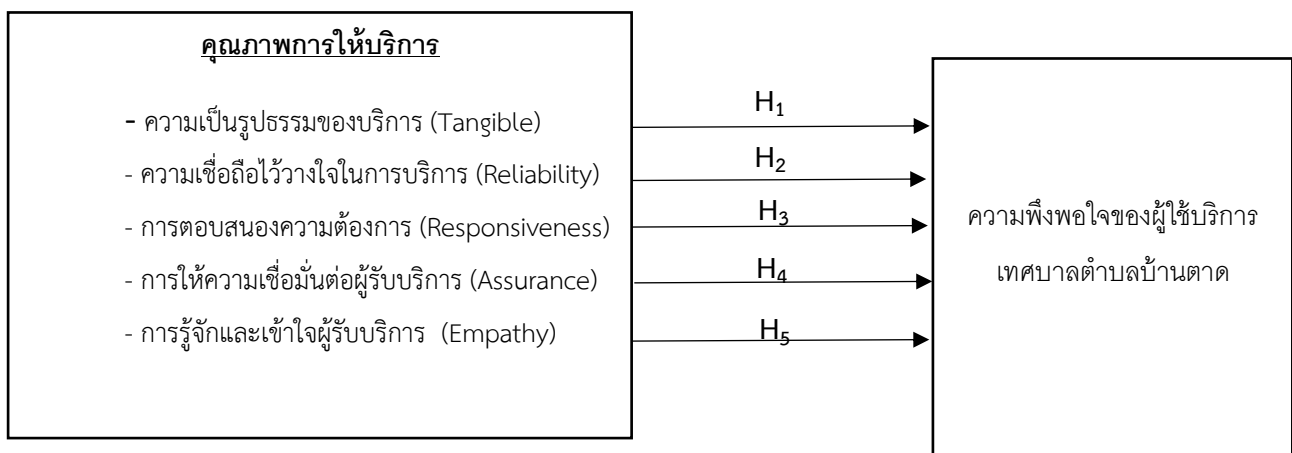 คุณภาพการให้บริการ
- ความเป็นรูปธรรมของบริการ (Tangible)
- ความเชื่อถือไว้วางใจในการบริการ (Reliability)
- การตอบสนองความต้องการ (Responsiveness)
- การให้ความเชื่อมั่นต่อผู้รับบริการ (Assurance)
- การรู้จักและเข้าใจผู้รับบริการ (Empathy)
H1
H2
H3
H4
H5
ความพึงพอใจของผู้ใช้บริการ
เทศบาลตำบลบ้านตาด